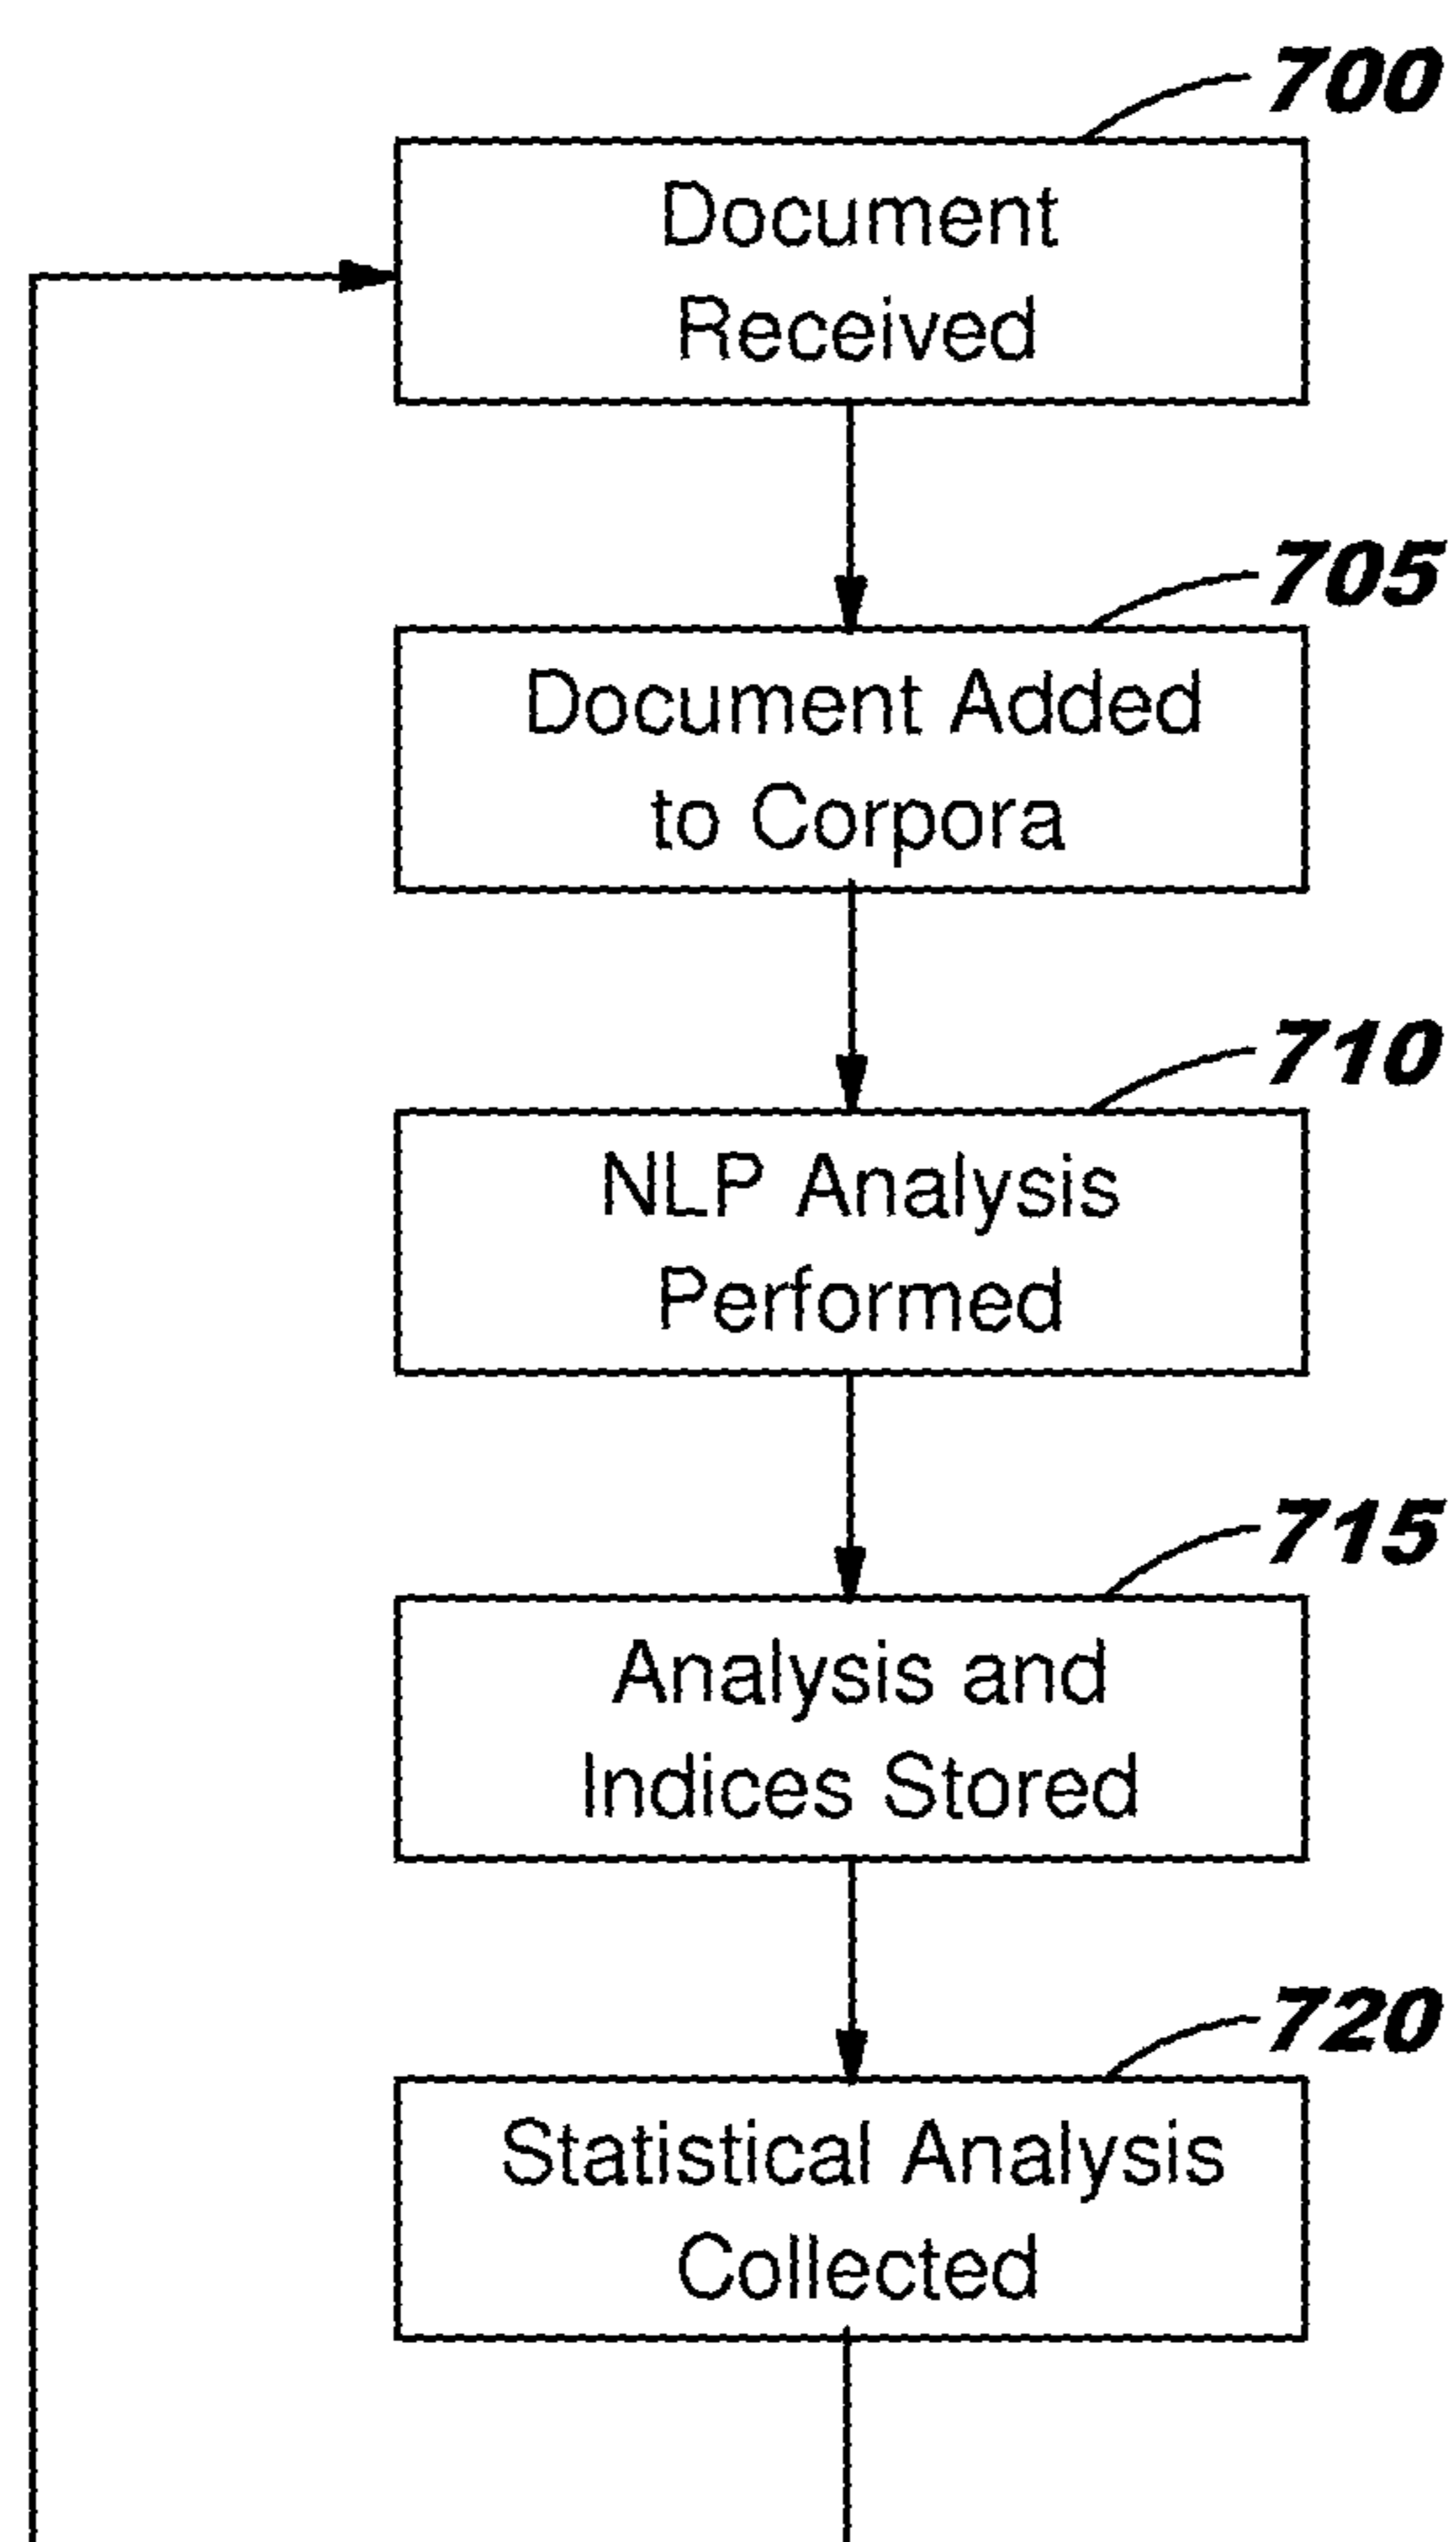 700
Document
Received
705
Document Added
to Corpora
710
NLP Analysis
Performed
715
Analysis and
Indices Stored
720
Statistical Analysis
Collected